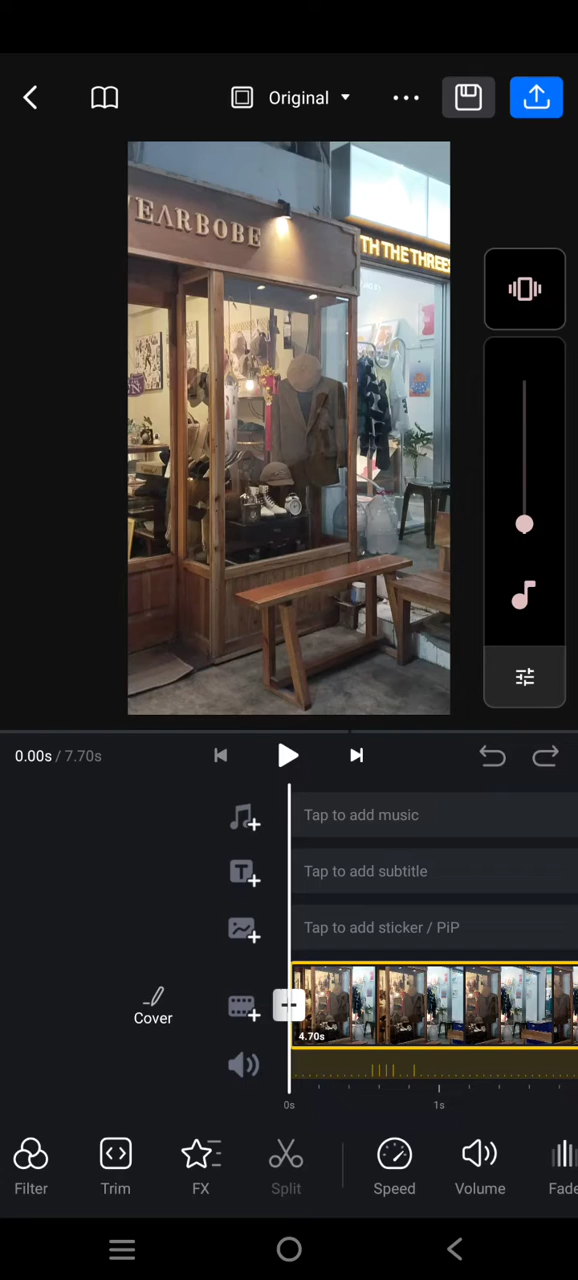 Original
EARBOBE
TH THE THREE
0.00s / 7.70s
Tap to add music
Tap to add subtitle
Tap to add sticker / PiP
Cover
4.70s
0s
1s
Filter
Trim
FX
Split
Speed
Volume
Fade